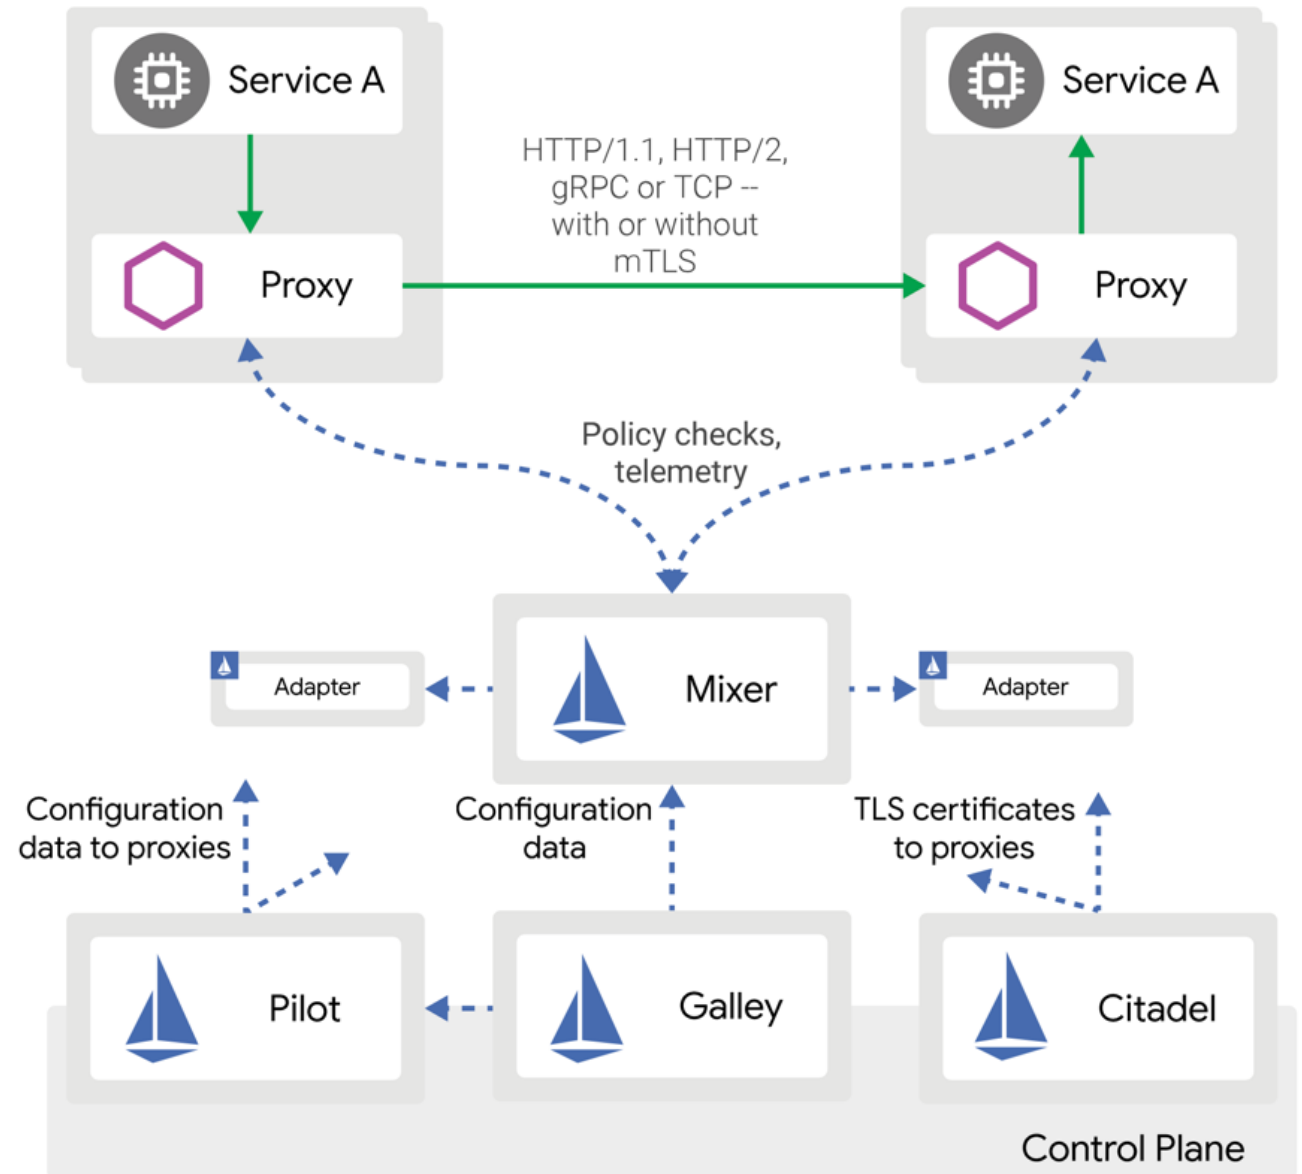 Service A
Service A
HTTP/1.1, HTTP/2,
gRPC or TCP --
with or without
mTLS
Proxy
Proxy
Policy checks,
telemetry
Adapter
Mixer
Adapter
Configuration
data to proxies
Configuration
data
TLS certificates
to proxies
Pilot
Galley
Citadel
Control Plane